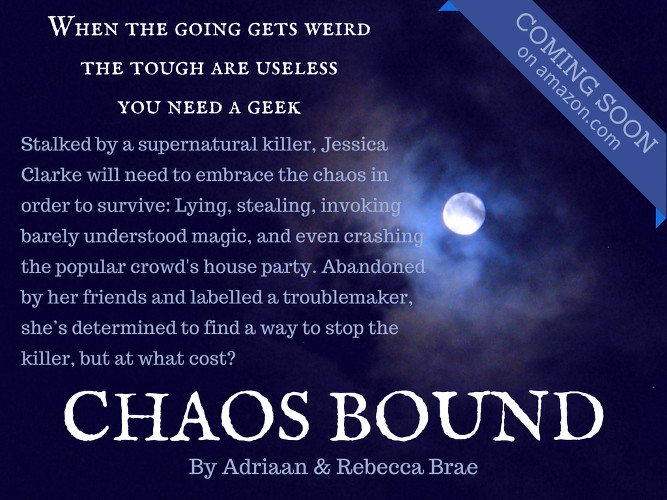 When the going gets weird
the tough are useless
you need a geek
COMING SOON
on amazon.com
Stalked by a supernatural killer, Jessica
Clarke will need to embrace the chaos in
order to survive: Lying, stealing, invoking
barely understood magic, and even crashing
the popular crowd's house party. Abandoned
by her friends and labelled a troublemaker,
she's determined to find a way to stop the
killer, but at what cost?
CHAOS BOUND
By Adriaan & Rebecca Brae